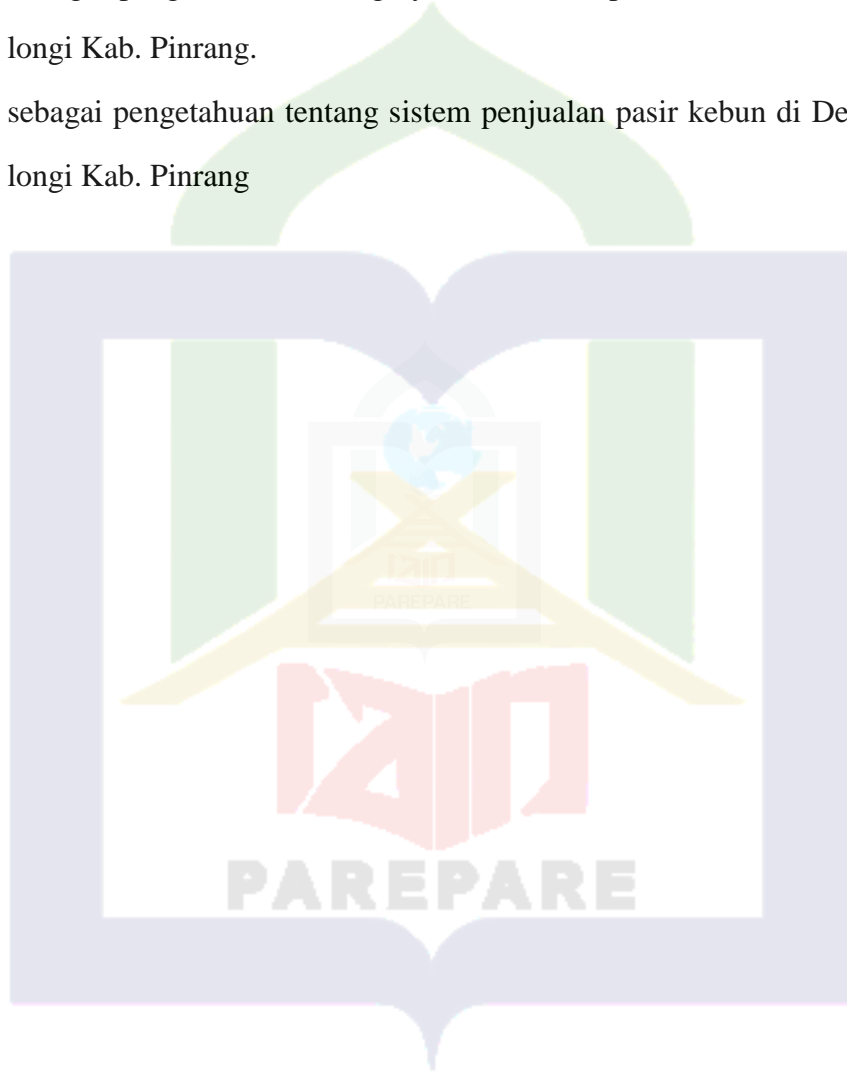 longi Kab. Pinrang.
sebagai pengetahuan tentang sistem penjualan pasir kebun di De
longi Kab. Pinrang
PAREPARE
PAREPARE